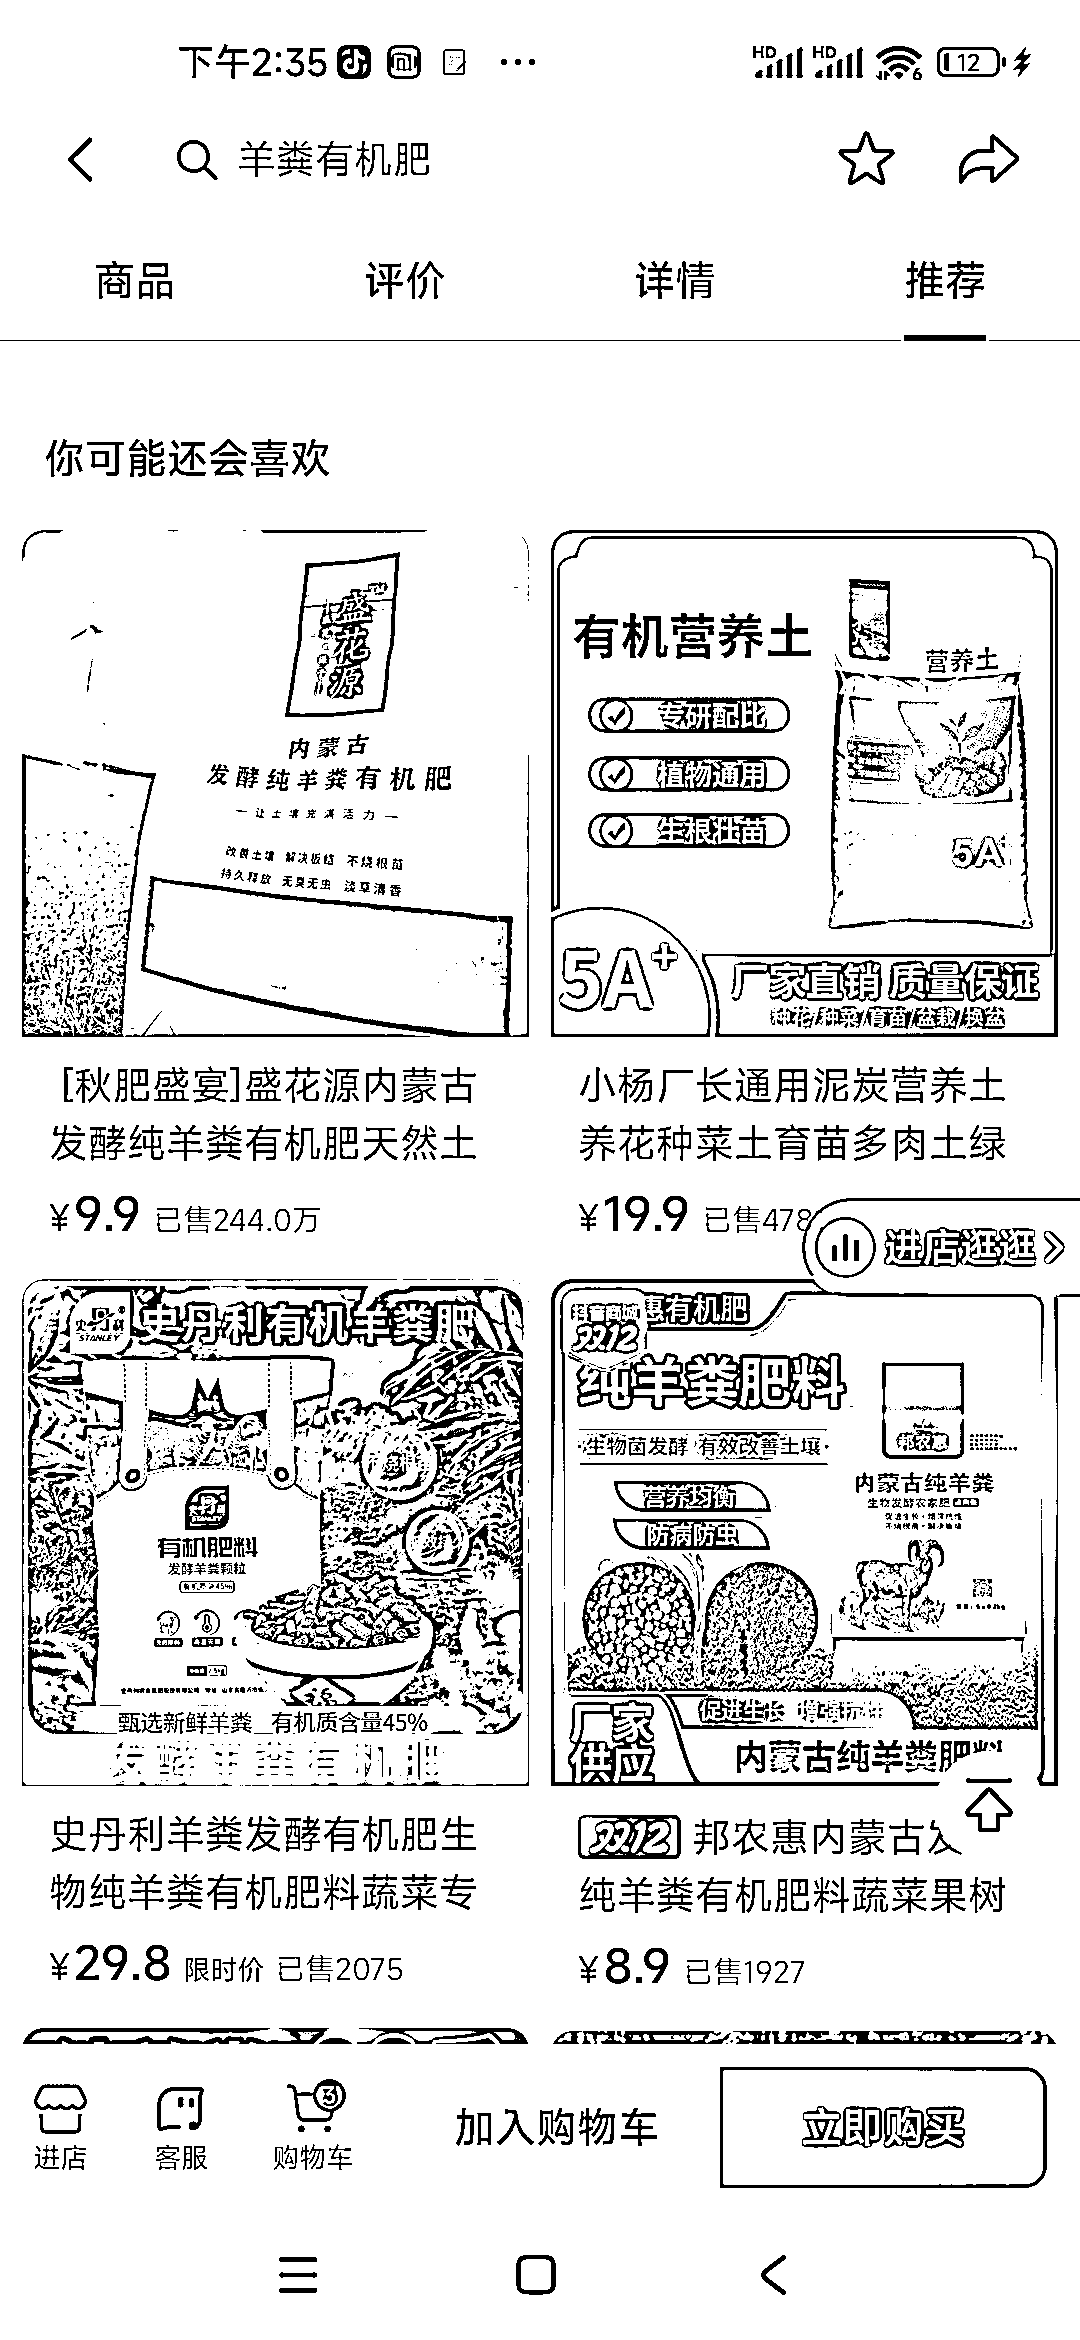 下午2:35
HD HD 6 12
羊粪有机肥
商品 评价 详情 推荐
你可能还会喜欢
盛花源
内蒙古
发酵纯羊粪有机肥
让土壤充满活力
改善土壤 解决板结 不烧根苗
持久释放 无臭无虫 淡草清香
有机营养土
专研配比
植物通用
生根壮苗
营养土
5A
5A+
厂家直销 质量保证
种花/种菜/育苗/盆栽/换盆
[秋肥盛宴]盛花源内蒙古
发酵纯羊粪有机肥天然土
¥9.9 已售244.0万
小杨厂长通用泥炭营养土
养花种菜土育苗多肉土绿
¥19.9 已售478
进店逛逛
史丹利
STANLEY
史丹利有机羊粪肥
有机肥料
发酵羊粪颗粒
甄选新鲜羊粪 有机质含量45%
发酵羊粪有机肥
抖音商城
双12
惠有机肥
纯羊粪肥料
·生物菌发酵 有效改善土壤·
营养均衡
防病防虫
邦农惠
内蒙古纯羊粪
生物发酵农家肥
厂家
供应
促进生长 增强抗性
内蒙古纯羊粪肥料
史丹利羊粪发酵有机肥生
物纯羊粪有机肥料蔬菜专
¥29.8 限时价 已售2075
双12 邦农惠内蒙古发
纯羊粪有机肥料蔬菜果树
¥8.9 已售1927
进店 客服 购物车 3
加入购物车
立即购买